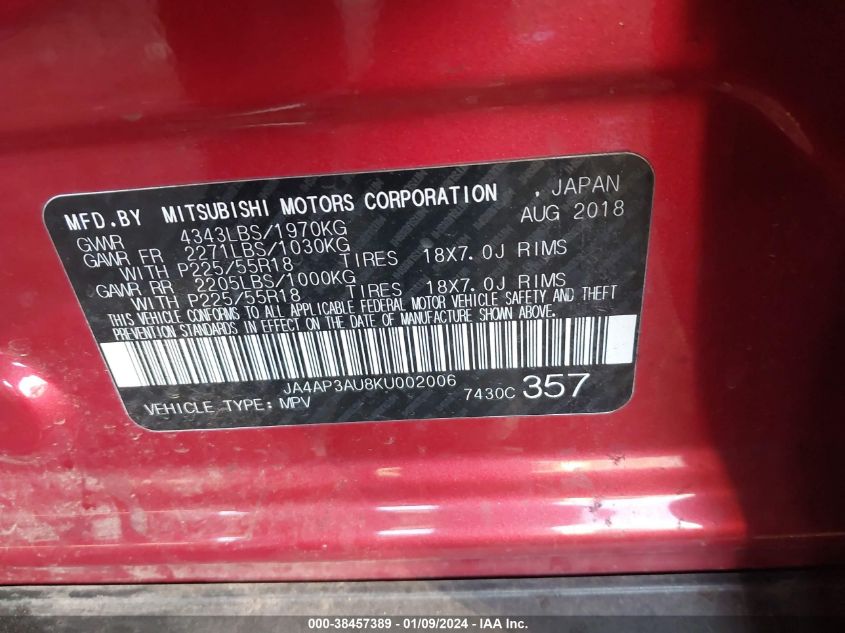 MFD.BY MITSUBISHI MOTORS CORPORATION , JAPAN
AUG 2018
GVWR 4343LBS/1970KG
GAWR FR 2271LBS/1030KG
WITH P225/55R18 TIRES 18X7.0J RIMS
GAWR RR 2205LBS/1000KG
WITH P225/55R18 TIRES 18X7.0J RIMS
THIS VEHICLE CONFORMS TO ALL APPLICABLE FEDERAL MOTOR VEHICLE SAFETY AND THEFT
PREVENTION STANDARDS IN EFFECT ON THE DATE OF MANUFACTURE SHOWN ABOVE.
JA4AP3AU8KU002006
VEHICLE TYPE: MPV 7430C 357
000-38457389 - 01/09/2024 - IAA, Inc.